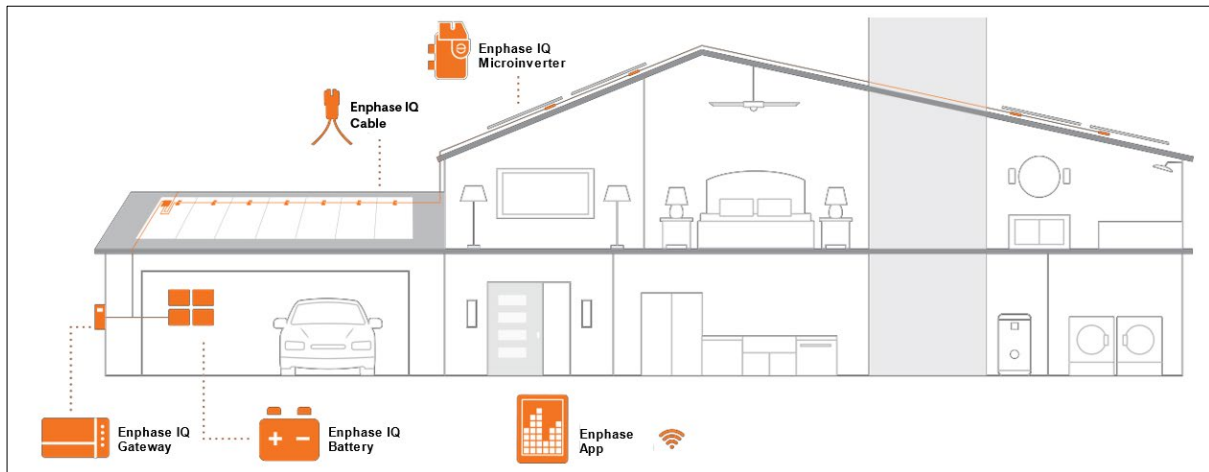 Enphase IQ
Microinverter
Enphase IQ
Cable
Enphase IQ
Gateway
Enphase IQ
Battery
Enphase
App